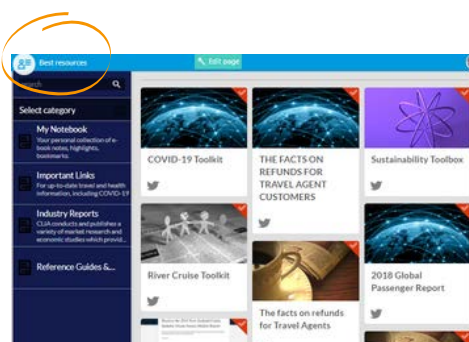 Best resources
Edit page
Select category
My Notebook
Your personal collection of e-
book notes, highlights,
bookmarks.
Important Links
For up-to-date travel and health
information, including COVID-19
Industry Reports
CLIA conducts and publishes a
variety of market research and
economic studies which provid...
Reference Guides &...
COVID-19 Toolkit
THE FACTS ON
REFUNDS FOR
TRAVEL AGENT
CUSTOMERS
Sustainability Toolbox
River Cruise Toolkit
The facts on refunds
for Travel Agents
2018 Global
Passenger Report